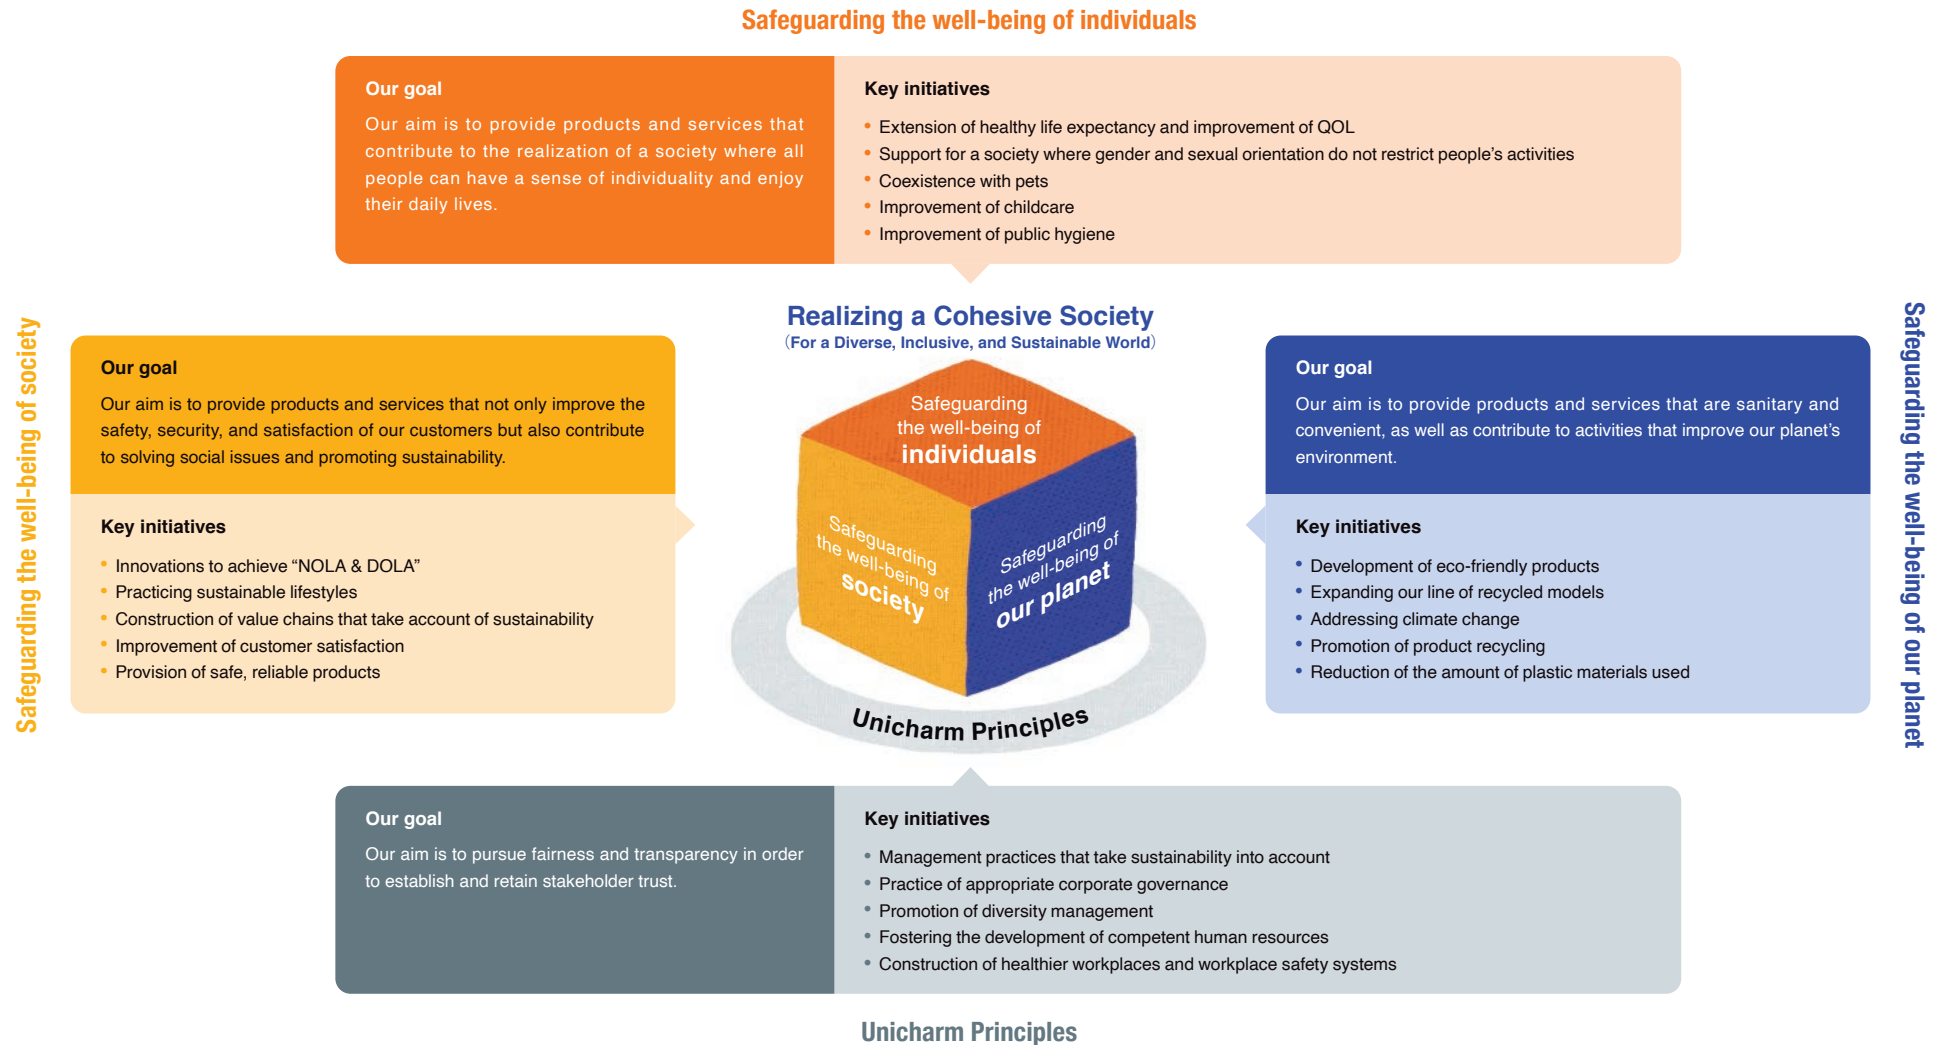 Safeguarding the well-being of individuals
Our goal
Our aim is to provide products and services that
contribute to the realization of a society where all
people can have a sense of individuality and enjoy
their daily lives.
Key initiatives
• Extension of healthy life expectancy and improvement of QOL
• Support for a society where gender and sexual orientation do not restrict people's activities
• Coexistence with pets
• Improvement of childcare
• Improvement of public hygiene
Safeguarding the well-being of society
Our goal
Our aim is to provide products and services that not only improve the
safety, security, and satisfaction of our customers but also contribute
to solving social issues and promoting sustainability.
Key initiatives
• Innovations to achieve “NOLA & DOLA”
• Practicing sustainable lifestyles
• Construction of value chains that take account of sustainability
• Improvement of customer satisfaction
• Provision of safe, reliable products
Realizing a Cohesive Society
(For a Diverse, Inclusive, and Sustainable World)
Safeguarding
the well-being of
individuals
Safeguarding
the well-being of
society
Safeguarding
the well-being of
our planet
Unicharm Principles
Safeguarding the well-being of our planet
Our goal
Our aim is to provide products and services that are sanitary and
convenient, as well as contribute to activities that improve our planet's
environment.
Key initiatives
• Development of eco-friendly products
• Expanding our line of recycled models
• Addressing climate change
• Promotion of product recycling
• Reduction of the amount of plastic materials used
Our goal
Our aim is to pursue fairness and transparency in order
to establish and retain stakeholder trust.
Key initiatives
• Management practices that take sustainability into account
• Practice of appropriate corporate governance
• Promotion of diversity management
• Fostering the development of competent human resources
• Construction of healthier workplaces and workplace safety systems
Unicharm Principles